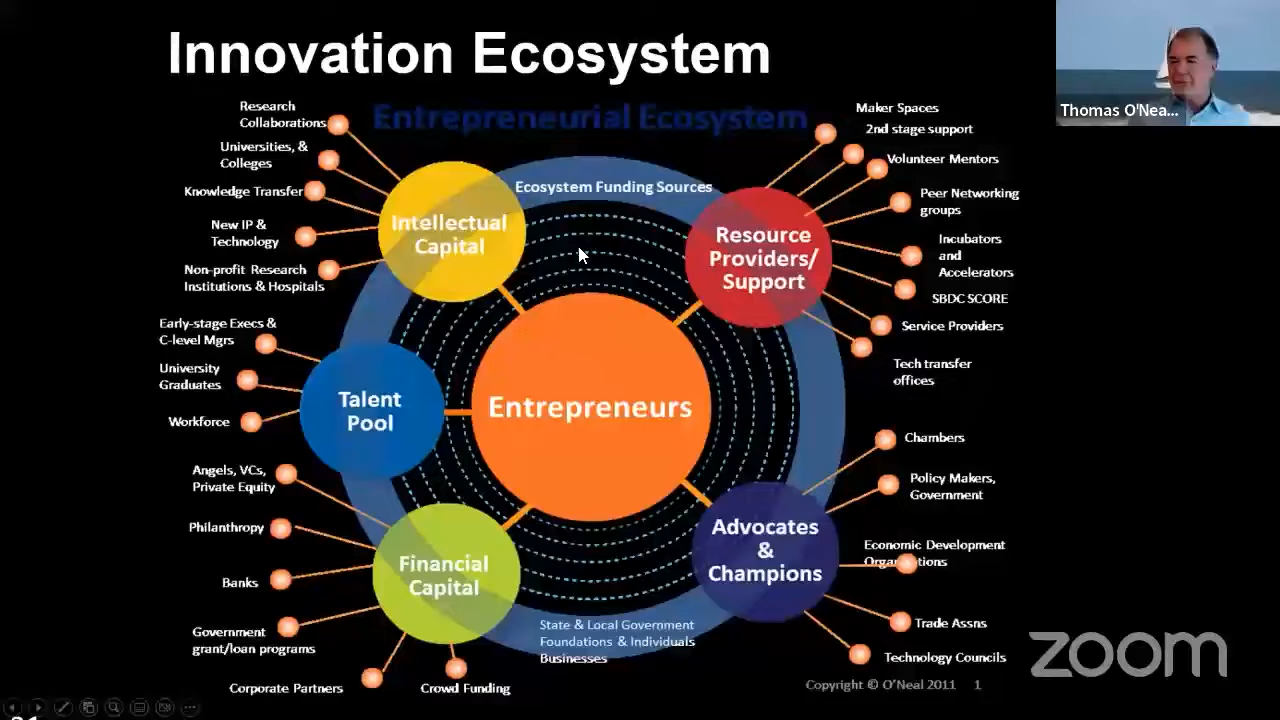 Innovation Ecosystem
Entrepreneurial Ecosystem
Thomas O'Nea...
Research
Collaborations
Universities, &
Colleges
Knowledge Transfer
New IP &
Technology
Non-profit Research
Institutions & Hospitals
Intellectual
Capital
Ecosystem Funding Sources
Resource
Providers/
Support
Maker Spaces
2nd stage support
Volunteer Mentors
Peer Networking
groups
Incubators
and
Accelerators
SBDC SCORE
Service Providers
Tech transfer
offices
Early-stage Execs &
C-level Mgrs
University
Graduates
Workforce
Talent
Pool
Entrepreneurs
Angels, VCs,
Private Equity
Philanthropy
Banks
Government
grant/loan programs
Corporate Partners
Crowd Funding
Financial
Capital
State & Local Government
Foundations & Individuals
Businesses
Advocates
&
Champions
Chambers
Policy Makers,
Government
Economic Development
Trade Assns
Technology Councils
Copyright © O'Neal 2011 1
zoom